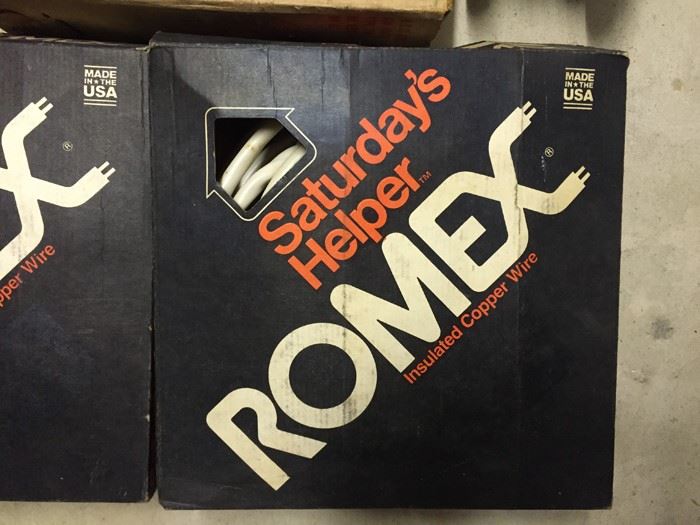 MADE
IN★THE
USA
X®
pper Wire
MADE
IN★THE
USA
Saturday's
Helper™
ROMEX®
Insulated Copper Wire